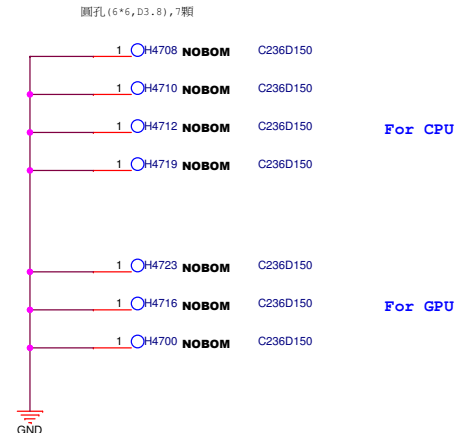 圓孔(6*6,D3.8),7顆
1 H4708 NOBOM C236D150
1 H4710 NOBOM C236D150
1 H4712 NOBOM C236D150
For CPU
1 H4719 NOBOM C236D150
1 H4723 NOBOM C236D150
1 H4716 NOBOM C236D150
For GPU
1 H4700 NOBOM C236D150
GND